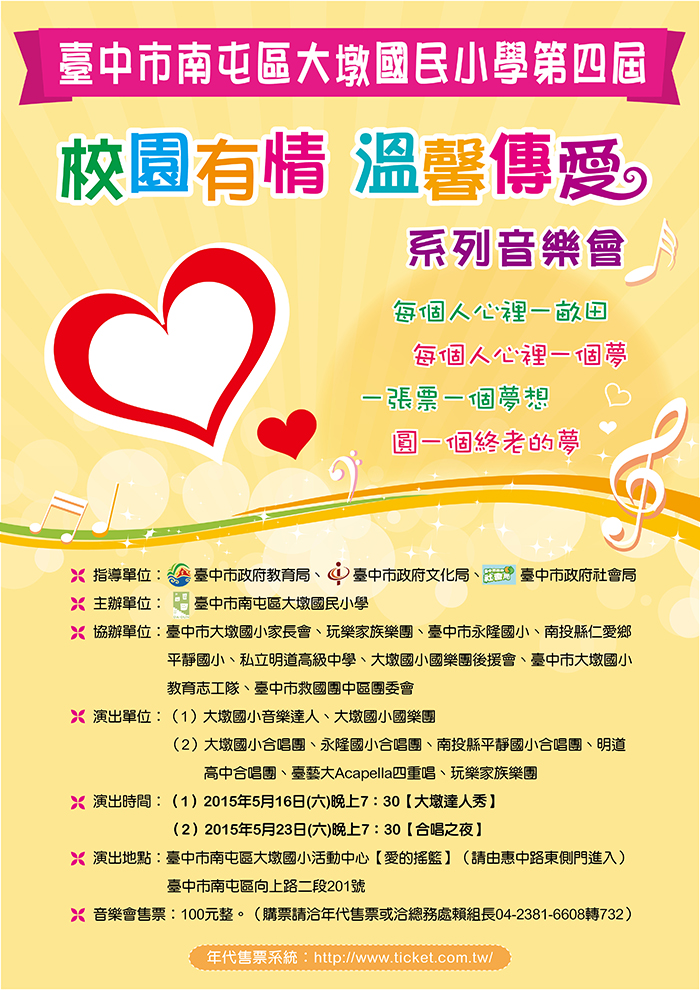 臺中市南屯區大墩國民小學第四屆
校園有情 溫馨傳愛
系列音樂會
每個人心裡一畝田
每個人心裡一個夢
一張票一個夢想
圓一個終老的夢
指導單位：臺中市政府教育局、臺中市政府文化局、臺中市政府社會局
主辦單位：臺中市南屯區大墩國民小學
協辦單位：臺中市大墩國小家長會、玩樂家族樂團、臺中市永隆國小、南投縣仁愛鄉
平靜國小、私立明道高級中學、大墩國小國樂團後援會、臺中市大墩國小
教育志工隊、臺中市救國團中區團委會
演出單位：（1）大墩國小音樂達人、大墩國小國樂團
（2）大墩國小合唱團、永隆國小合唱團、南投縣平靜國小合唱團、明道
高中合唱團、臺藝大Acapella四重唱、玩樂家族樂團
演出時間：（1）2015年5月16日(六)晚上7：30【大墩達人秀】
（2）2015年5月23日(六)晚上7：30【合唱之夜】
演出地點：臺中市南屯區大墩國小活動中心【愛的搖籃】（請由惠中路東側門進入）
臺中市南屯區向上路二段201號
音樂會售票：100元整。（購票請洽年代售票或洽總務處賴組長04-2381-6608轉732）
年代售票系統：http://www.ticket.com.tw/